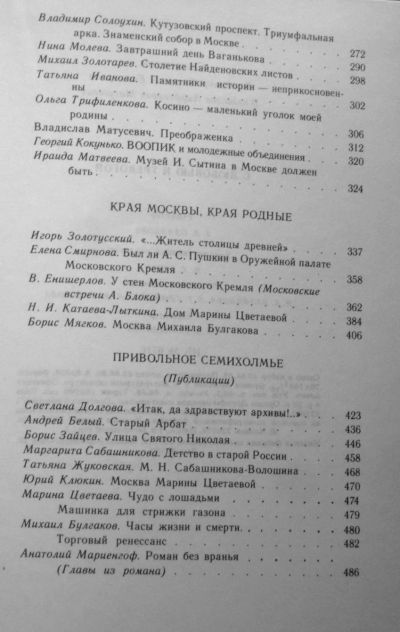 Владимир Солоухин. Кутузовский проспект. Триумфальная
арка. Знаменский собор в Москве . . . . . . . . 272
Нина Молева. Завтрашний день Ваганькова . . . . . . 290
Михаил Золотарев. Столетие Найденовских листов . . . . 298
Татьяна Иванова. Памятники истории — неприкосновен-
ны . . . . . . . . . . . . . . . . . 302
Ольга Трифиленкова. Косино — маленький уголок моей
родины . . . . . . . . . . . . . . . . 306
Владислав Матусевич. Преображенка . . . . . . . . 312
Георгий Кокунько. ВООПИК и молодежные объединения . . 320
Ираида Матвеева. Музей И. Сытина в Москве должен
быть . . . . . . . . . . . . . . . . . 324
КРАЯ МОСКВЫ, КРАЯ РОДНЫЕ
Игорь Золотусский. «...Житель столицы древней» . . . . 337
Елена Смирнова. Был ли А. С. Пушкин в Оружейной палате
Московского Кремля . . . . . . . . . . . . 358
В. Енишерлов. У стен Московского Кремля (Московские
встречи А. Блока) . . . . . . . . . . . . . 362
Н. И. Катаева-Лыткина. Дом Марины Цветаевой . . . . 384
Борис Мягков. Москва Михаила Булгакова . . . . . . 406
ПРИВОЛЬНОЕ СЕМИХОЛМЬЕ
(Публикации)
Светлана Долгова. «Итак, да здравствуют архивы!..» . . . 423
Андрей Белый. Старый Арбат . . . . . . . . . . 436
Борис Зайцев. Улица Святого Николая . . . . . . . 446
Маргарита Сабашникова. Детство в старой России . . . . 458
Татьяна Жуковская. М. Н. Сабашникова-Волошина . . . . 468
Юрий Клюкин. Москва Марины Цветаевой . . . . . . 470
Марина Цветаева. Чудо с лошадьми . . . . . . . . 474
Машинка для стрижки газона . . . . . . . . . 479
Михаил Булгаков. Часы жизни и смерти. . . . . . . . 480
Торговый ренессанс . . . . . . . . . . . . 482
Анатолий Мариенгоф. Роман без вранья . . . . . . .
(Главы из романа) . . . . . . . . . . . . . 486